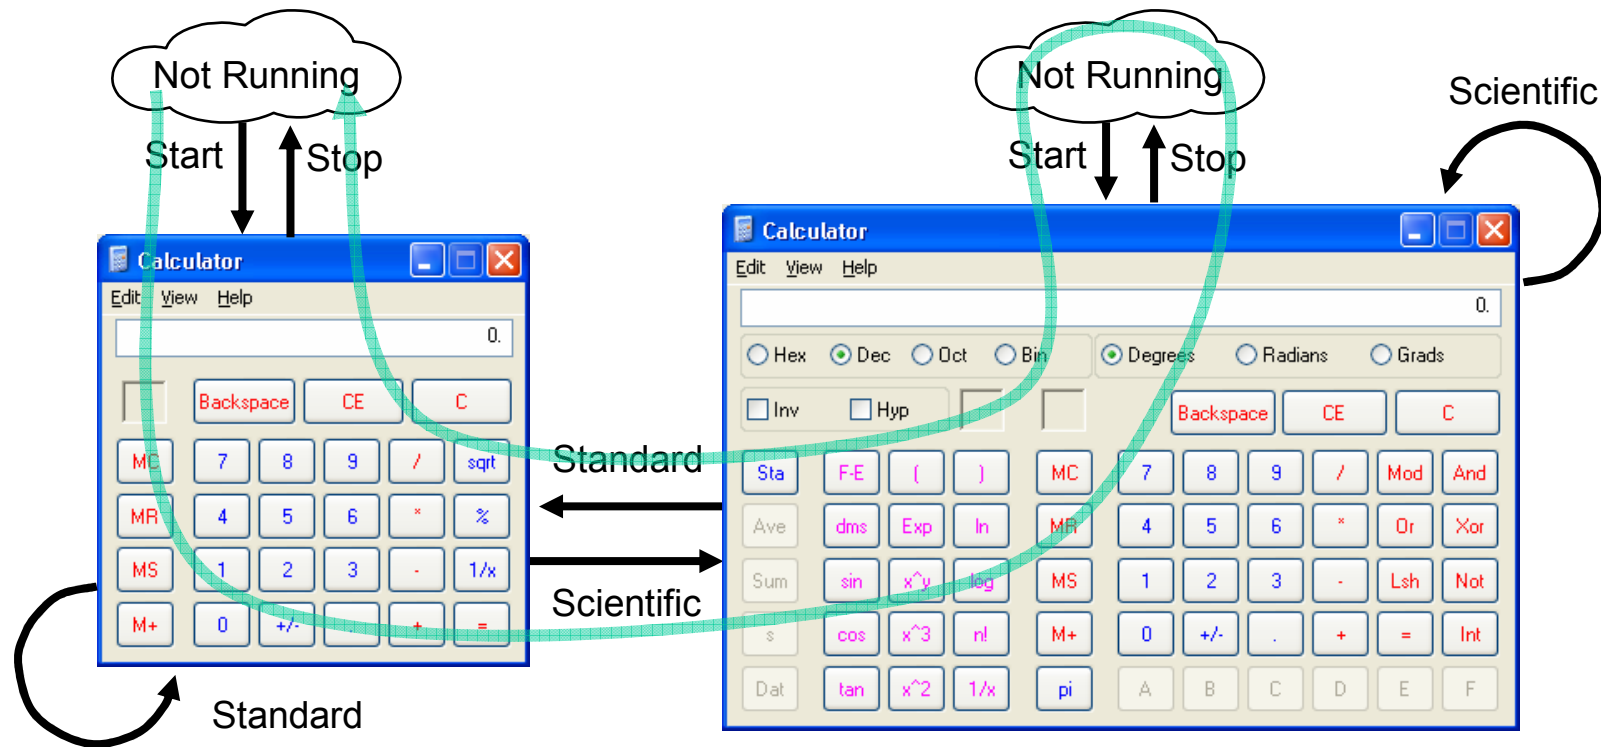 Not Running
Not Running
Scientific
Start
Stop
Start
Stop
Calculator
Edit View Help
0.
Backspace CE C
MC 7 8 9 / sqrt
MR 4 5 6 * %
MS 1 2 3 - 1/x
M+ 0 +/- . + =
Standard
Standard
Scientific
Calculator
Edit View Help
0.
Hex Dec Oct Bin Degrees Radians Grads
Inv Hyp Backspace CE C
Sta F-E ( ) MC 7 8 9 / Mod And
Ave dms Exp ln MR 4 5 6 * Or Xor
Sum sin x^y log MS 1 2 3 - Lsh Not
s cos x^3 n! M+ 0 +/- . + = Int
Dat tan x^2 1/x pi A B C D E F